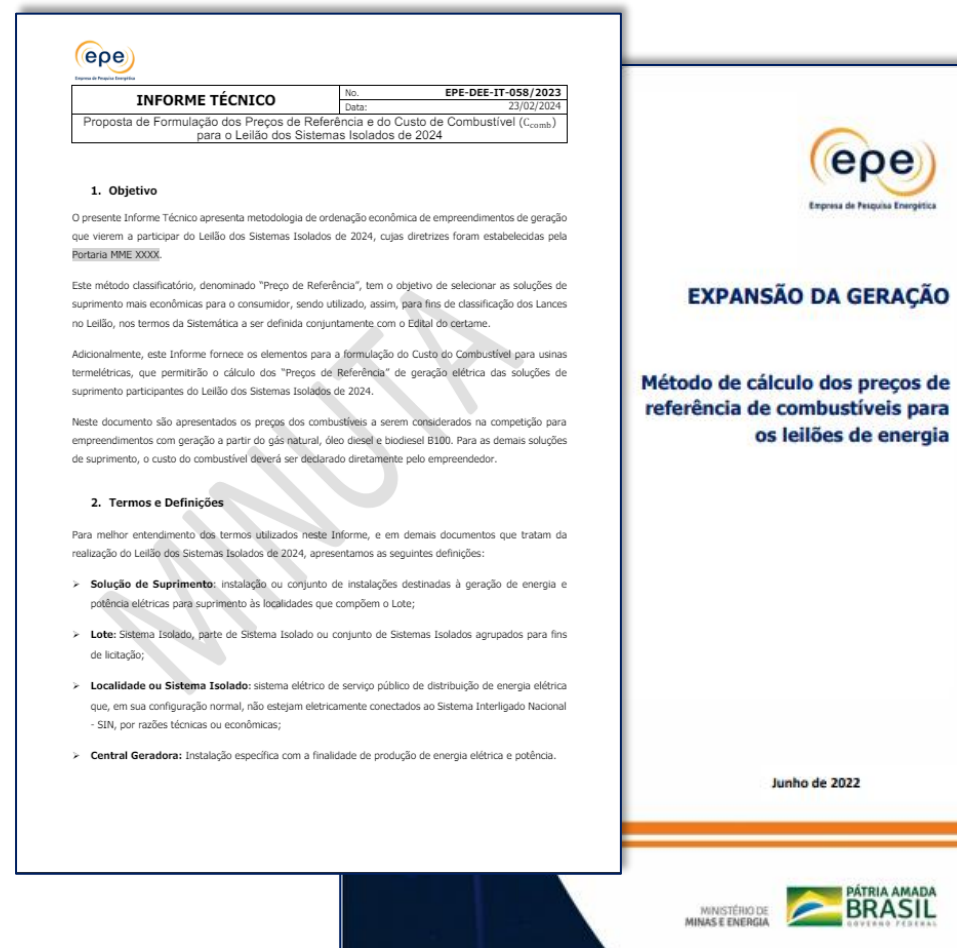 epe
Empresa de Pesquisa Energética
INFORME TÉCNICO
No. EPE-DEE-IT-058/2023
Data: 23/02/2024
Proposta de Formulação dos Preços de Referência e do Custo de Combustível (Ccomb)
para o Leilão dos Sistemas Isolados de 2024
1. Objetivo
O presente Informe Técnico apresenta metodologia de ordenação econômica de empreendimentos de geração
que vierem a participar do Leilão dos Sistemas Isolados de 2024, cujas diretrizes foram estabelecidas pela
Portaria MME XXXX.
Este método classificatório, denominado "Preço de Referência", tem o objetivo de selecionar as soluções de
suprimento mais econômicas para o consumidor, sendo utilizado, assim, para fins de classificação dos Lances
no Leilão, nos termos da Sistemática a ser definida conjuntamente com o Edital do certame.
Adicionalmente, este Informe fornece os elementos para a formulação do Custo do Combustível para usinas
termelétricas, que permitirão o cálculo dos "Preços de Referência" de geração elétrica das soluções de
suprimento participantes do Leilão dos Sistemas Isolados de 2024.
Neste documento são apresentados os preços dos combustíveis a serem considerados na competição para
empreendimentos com geração a partir do gás natural, óleo diesel e biodiesel B100. Para as demais soluções
de suprimento, o custo do combustível deverá ser declarado diretamente pelo empreendedor.
2. Termos e Definições
Para melhor entendimento dos termos utilizados neste Informe, e em demais documentos que tratam da
realização do Leilão dos Sistemas Isolados de 2024, apresentamos as seguintes definições:
➢ Solução de Suprimento: instalação ou conjunto de instalações destinadas à geração de energia e
potência elétricas para suprimento às localidades que compõem o Lote;
➢ Lote: Sistema Isolado, parte de Sistema Isolado ou conjunto de Sistemas Isolados agrupados para fins
de licitação;
➢ Localidade ou Sistema Isolado: sistema elétrico de serviço público de distribuição de energia elétrica
que, em sua configuração normal, não estejam eletricamente conectados ao Sistema Interligado Nacional
- SIN, por razões técnicas ou econômicas;
➢ Central Geradora: Instalação específica com a finalidade de produção de energia elétrica e potência.
MINUTA
epe
Empresa de Pesquisa Energética
EXPANSÃO DA GERAÇÃO
Método de cálculo dos preços de
referência de combustíveis para
os leilões de energia
Junho de 2022
MINISTÉRIO DE
MINAS E ENERGIA
PÁTRIA AMADA
BRASIL
GOVERNO FEDERAL